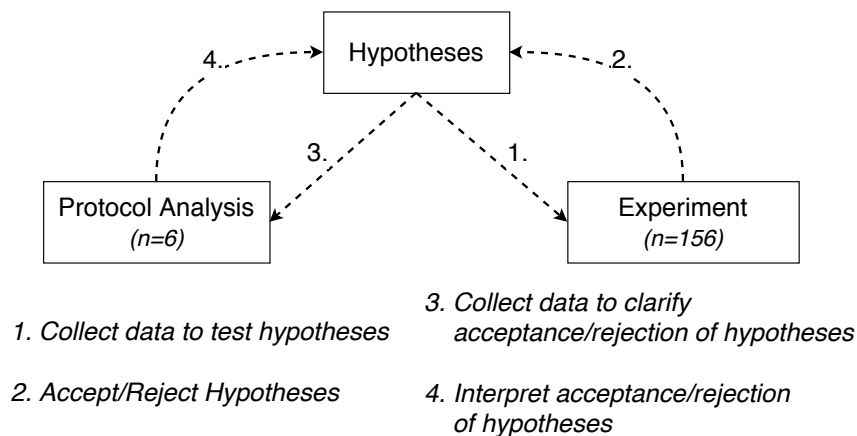 Hypotheses
4.
2.
3.
1.
Protocol Analysis
(n=6)
Experiment
(n=156)
1. Collect data to test hypotheses
2. Accept/Reject Hypotheses
3. Collect data to clarify
acceptance/rejection of hypotheses
4. Interpret acceptance/rejection
of hypotheses